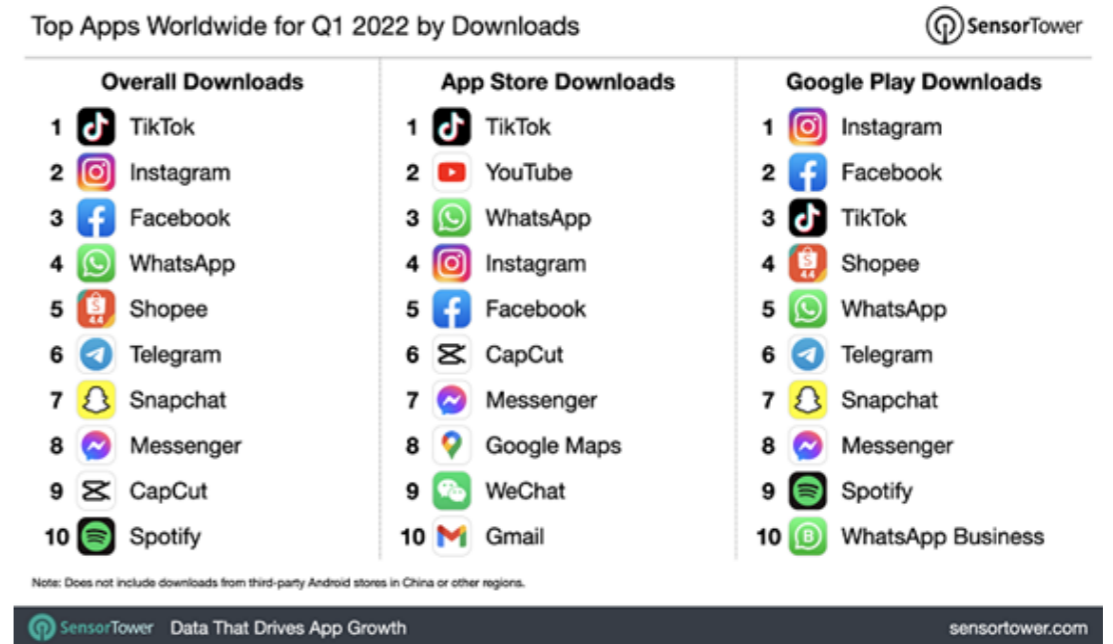 Top Apps Worldwide for Q1 2022 by Downloads
SensorTower
Overall Downloads
1 TikTok
2 Instagram
3 Facebook
4 WhatsApp
5 Shopee
6 Telegram
7 Snapchat
8 Messenger
9 CapCut
10 Spotify
App Store Downloads
1 TikTok
2 YouTube
3 WhatsApp
4 Instagram
5 Facebook
6 CapCut
7 Messenger
8 Google Maps
9 WeChat
10 Gmail
Google Play Downloads
1 Instagram
2 Facebook
3 TikTok
4 Shopee
5 WhatsApp
6 Telegram
7 Snapchat
8 Messenger
9 Spotify
10 WhatsApp Business
Note: Does not include downloads from third-party Android stores in China or other regions.
SensorTower Data That Drives App Growth
sensortower.com